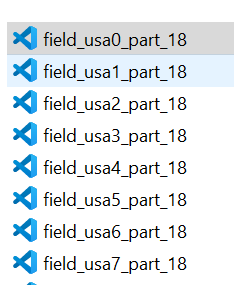 field_usa0_part_18
field_usa1_part_18
field_usa2_part_18
field_usa3_part_18
field_usa4_part_18
field_usa5_part_18
field_usa6_part_18
field_usa7_part_18